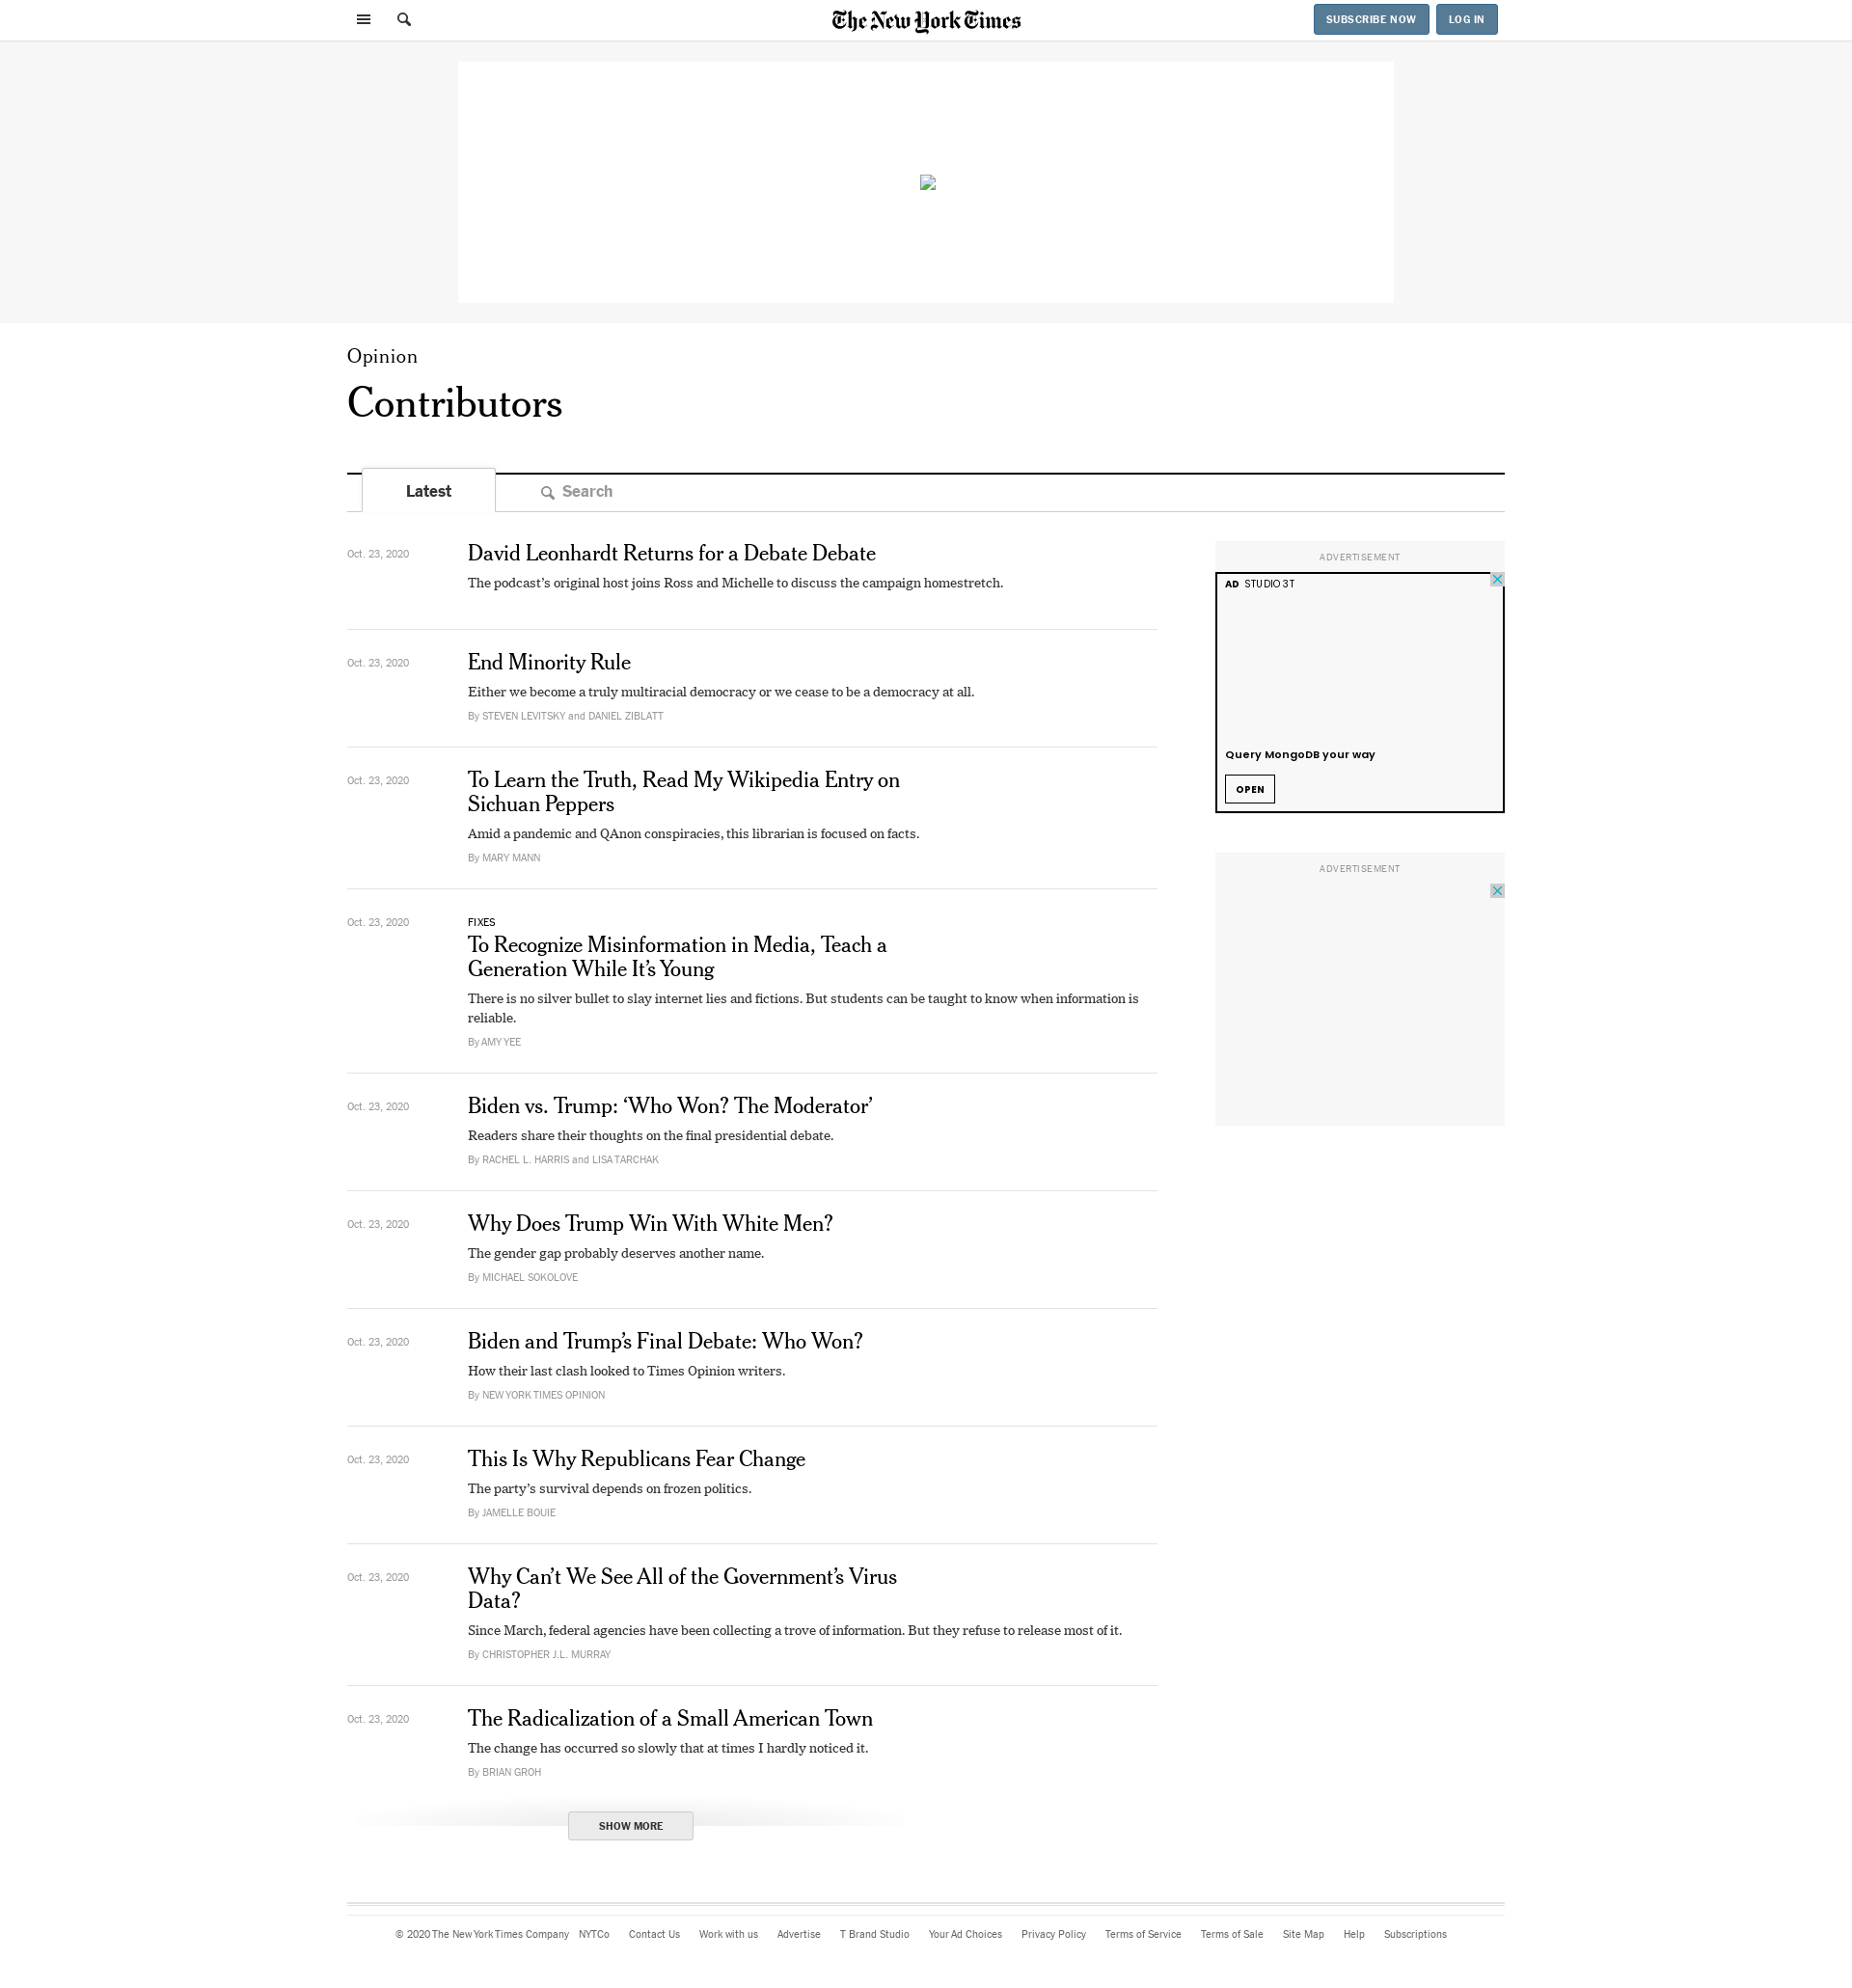 The New York Times
SUBSCRIBE NOW
LOG IN
Opinion
Contributors
Latest
Search
Oct. 23, 2020
David Leonhardt Returns for a Debate Debate
The podcast’s original host joins Ross and Michelle to discuss the campaign homestretch.
Oct. 23, 2020
End Minority Rule
Either we become a truly multiracial democracy or we cease to be a democracy at all.
By STEVEN LEVITSKY and DANIEL ZIBLATT
Oct. 23, 2020
To Learn the Truth, Read My Wikipedia Entry on
Sichuan Peppers
Amid a pandemic and QAnon conspiracies, this librarian is focused on facts.
By MARY MANN
Oct. 23, 2020
FIXES
To Recognize Misinformation in Media, Teach a
Generation While It’s Young
There is no silver bullet to slay internet lies and fictions. But students can be taught to know when information is
reliable.
By AMY YEE
Oct. 23, 2020
Biden vs. Trump: ‘Who Won? The Moderator’
Readers share their thoughts on the final presidential debate.
By RACHEL L. HARRIS and LISA TARCHAK
Oct. 23, 2020
Why Does Trump Win With White Men?
The gender gap probably deserves another name.
By MICHAEL SOKOLOVE
Oct. 23, 2020
Biden and Trump’s Final Debate: Who Won?
How their last clash looked to Times Opinion writers.
By NEW YORK TIMES OPINION
Oct. 23, 2020
This Is Why Republicans Fear Change
The party’s survival depends on frozen politics.
By JAMELLE BOUIE
Oct. 23, 2020
Why Can’t We See All of the Government’s Virus
Data?
Since March, federal agencies have been collecting a trove of information. But they refuse to release most of it.
By CHRISTOPHER J.L. MURRAY
Oct. 23, 2020
The Radicalization of a Small American Town
The change has occurred so slowly that at times I hardly noticed it.
By BRIAN GROH
SHOW MORE
ADVERTISEMENT
AD STUDIO 3T
Query MongoDB your way
OPEN
ADVERTISEMENT
© 2020 The New York Times Company NYTCo Contact Us Work with us Advertise T Brand Studio Your Ad Choices Privacy Policy Terms of Service Terms of Sale Site Map Help Subscriptions